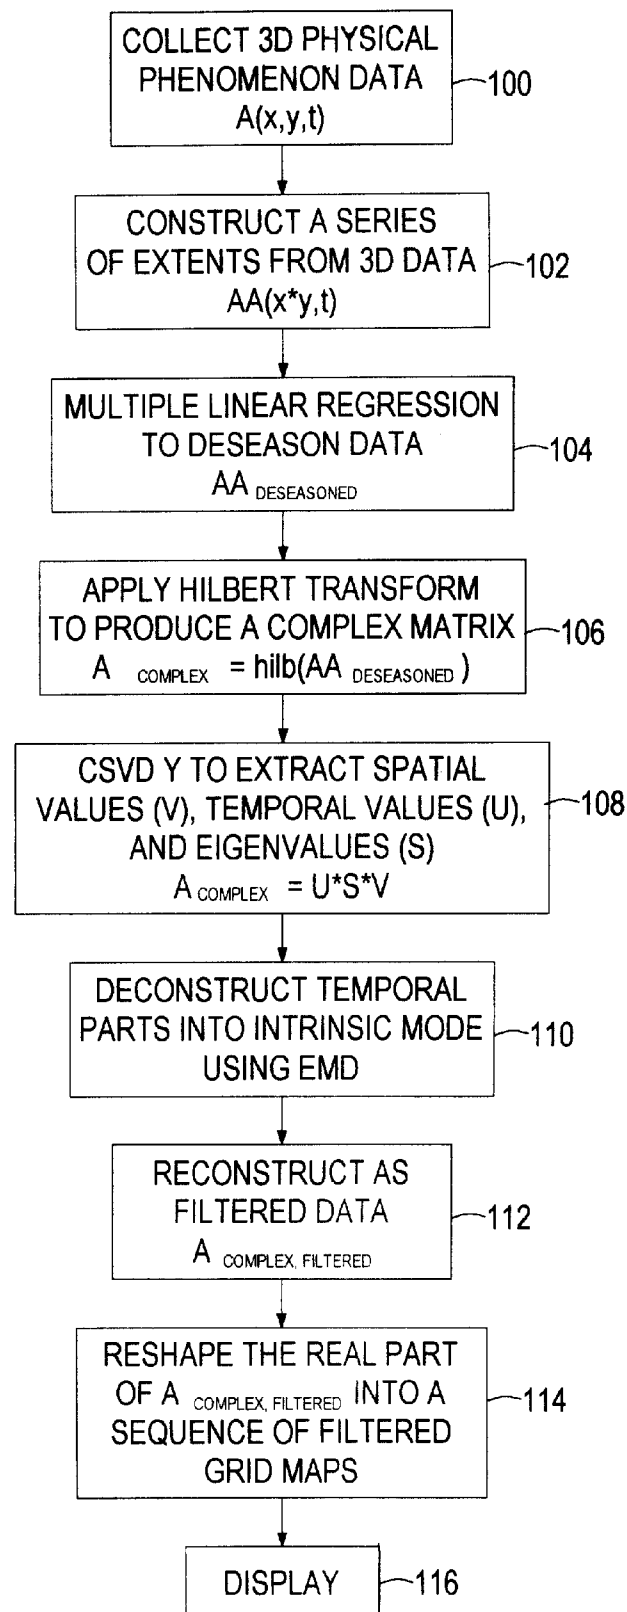 COLLECT 3D PHYSICAL
PHENOMENON DATA
A(x,y,t)
100
CONSTRUCT A SERIES
OF EXTENTS FROM 3D DATA
AA(x*y,t)
102
MULTIPLE LINEAR REGRESSION
TO DESEASON DATA
AA DESEASONED
104
APPLY HILBERT TRANSFORM
TO PRODUCE A COMPLEX MATRIX
A COMPLEX = hilb(AA DESEASONED)
106
CSVD Y TO EXTRACT SPATIAL
VALUES (V), TEMPORAL VALUES (U),
AND EIGENVALUES (S)
A COMPLEX = U*S*V
108
DECONSTRUCT TEMPORAL
PARTS INTO INTRINSIC MODE
USING EMD
110
RECONSTRUCT AS
FILTERED DATA
A COMPLEX, FILTERED
112
RESHAPE THE REAL PART
OF A COMPLEX, FILTERED INTO A
SEQUENCE OF FILTERED
GRID MAPS
114
DISPLAY
116